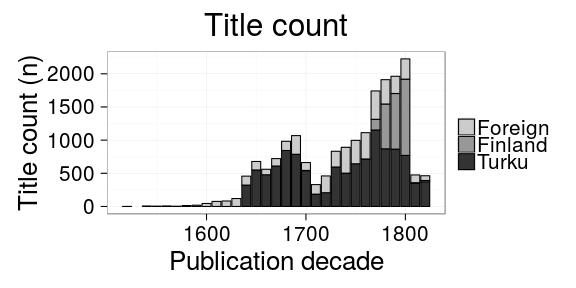 Title count
Title count (n)
2000
1500
1000
500
0
1600
1700
1800
Publication decade
Foreign
Finland
Turku